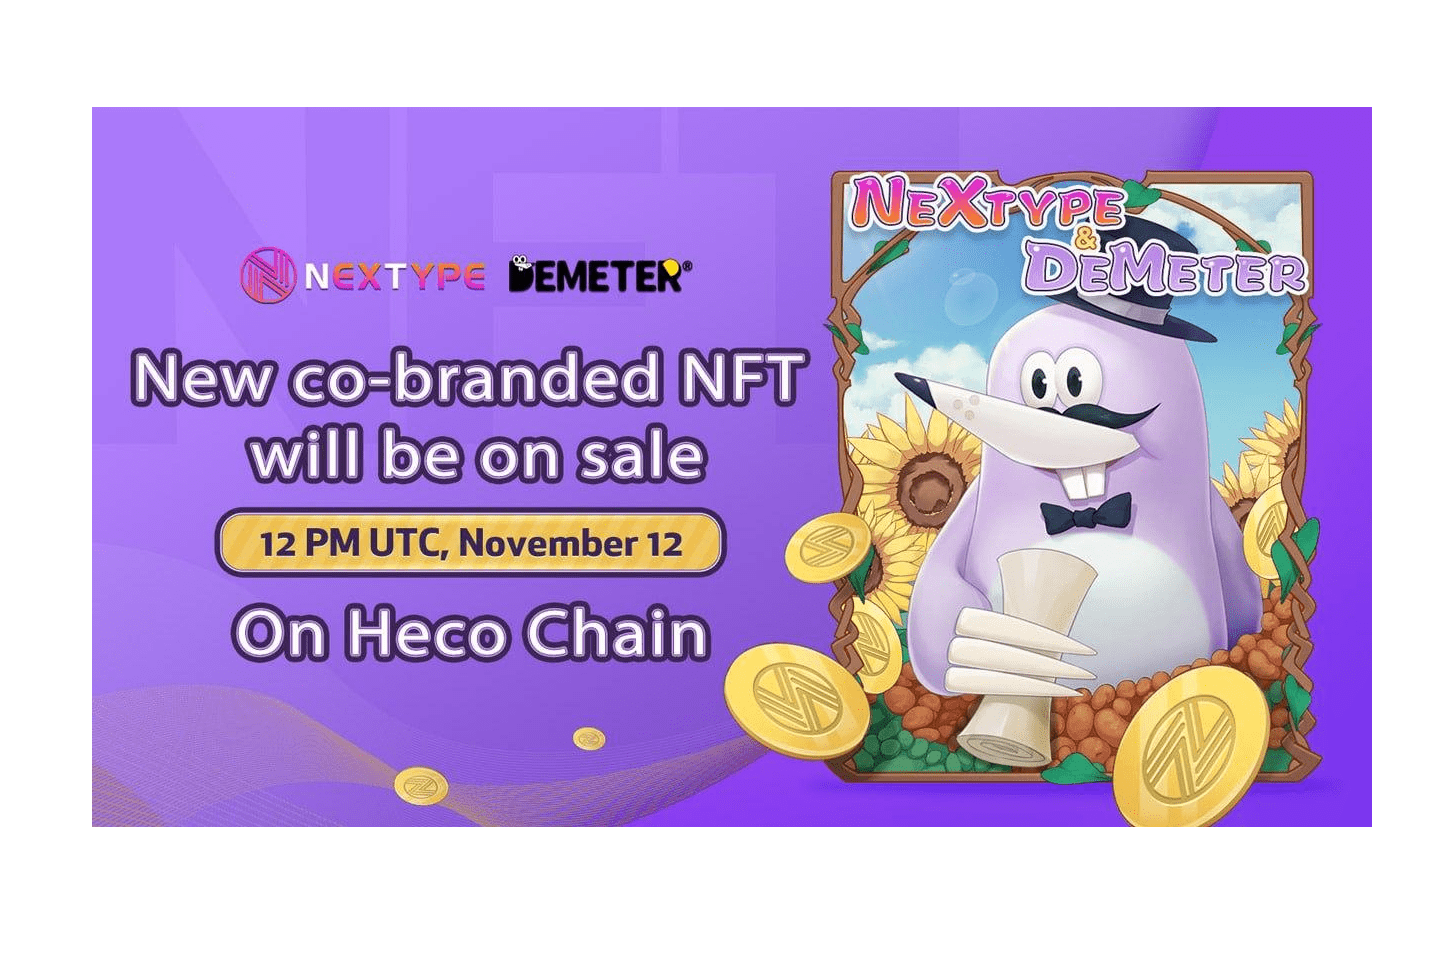 NEXTYPE DEMETER®
New co-branded NFT
will be on sale
12 PM UTC, November 12
On Heco Chain
NEXTYPE
&
DEMETER
NFT